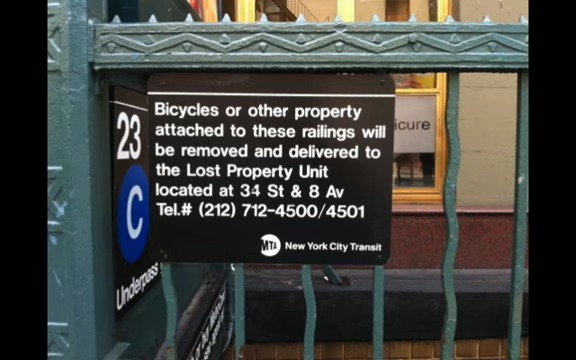 Bicycles or other property
attached to these railings will
be removed and delivered to
the Lost Property Unit
located at 34 St & 8 Av
Tel.# (212) 712-4500/4501
MTA New York City Transit
23
C
Underpass
icure